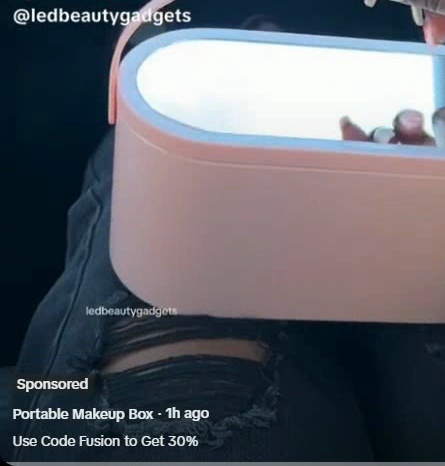 @ledbeautygadgets
ledbeautygadgets
Sponsored
Portable Makeup Box · 1h ago
Use Code Fusion to Get 30%